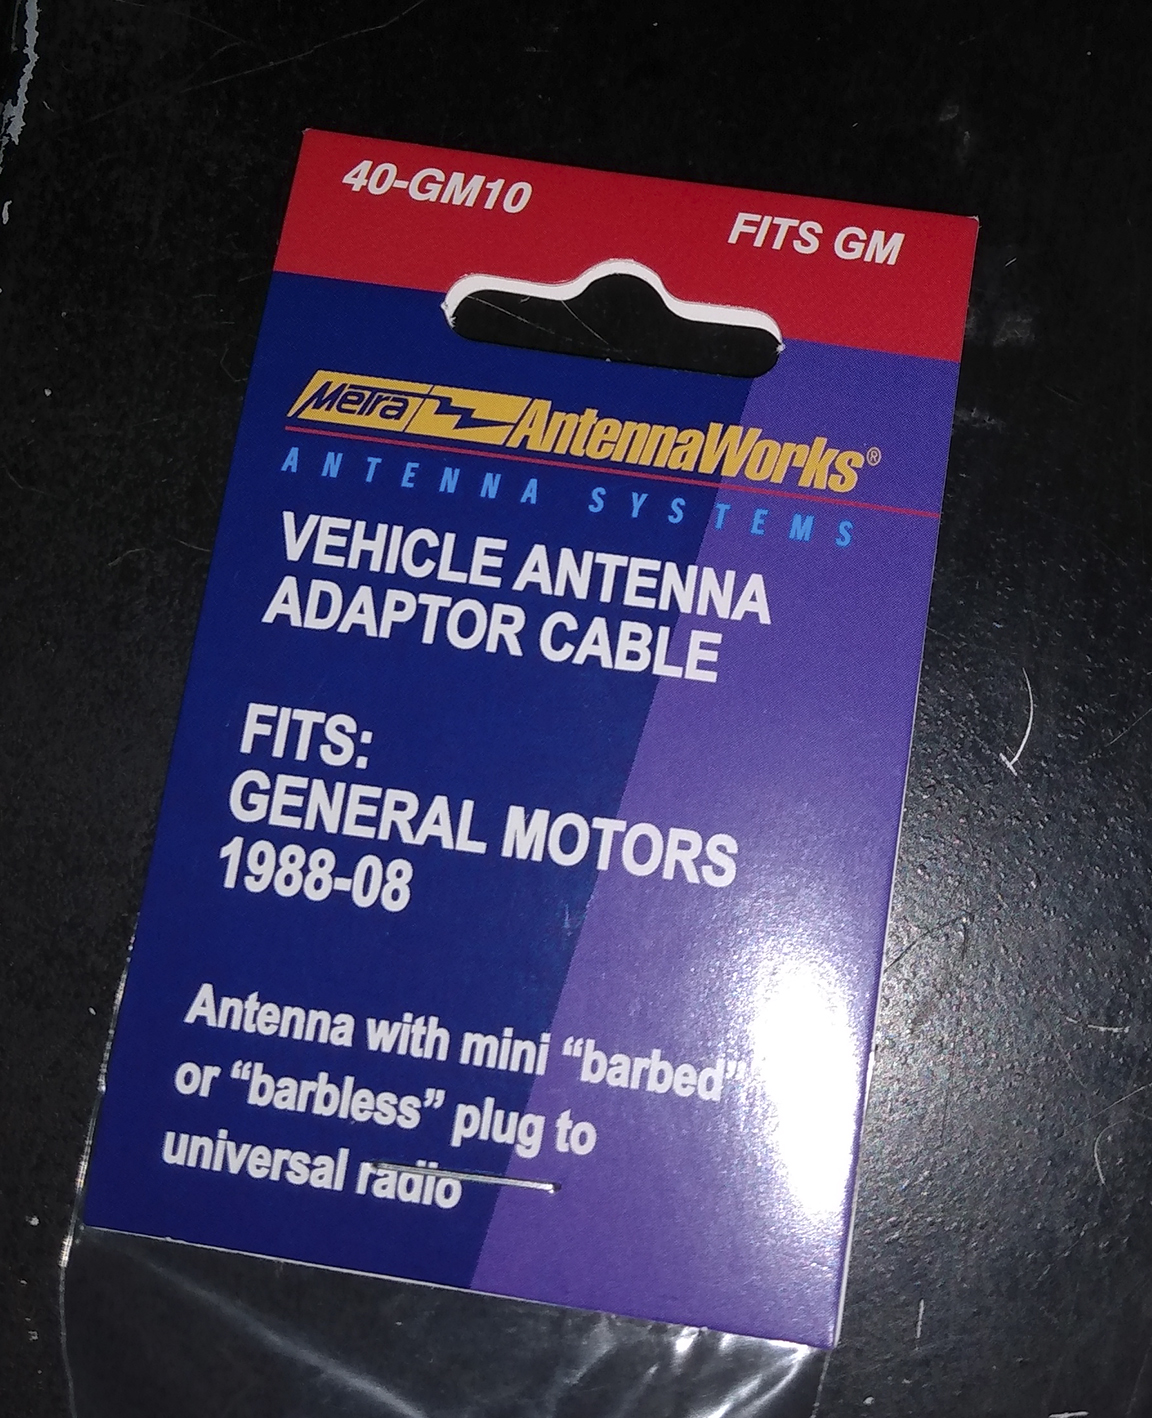 40-GM10
FITS GM
Metra AntennaWorks®
ANTENNA SYSTEMS
VEHICLE ANTENNA
ADAPTOR CABLE
FITS:
GENERAL MOTORS
1988-08
Antenna with mini “barbed”
or “barbless” plug to
universal radio